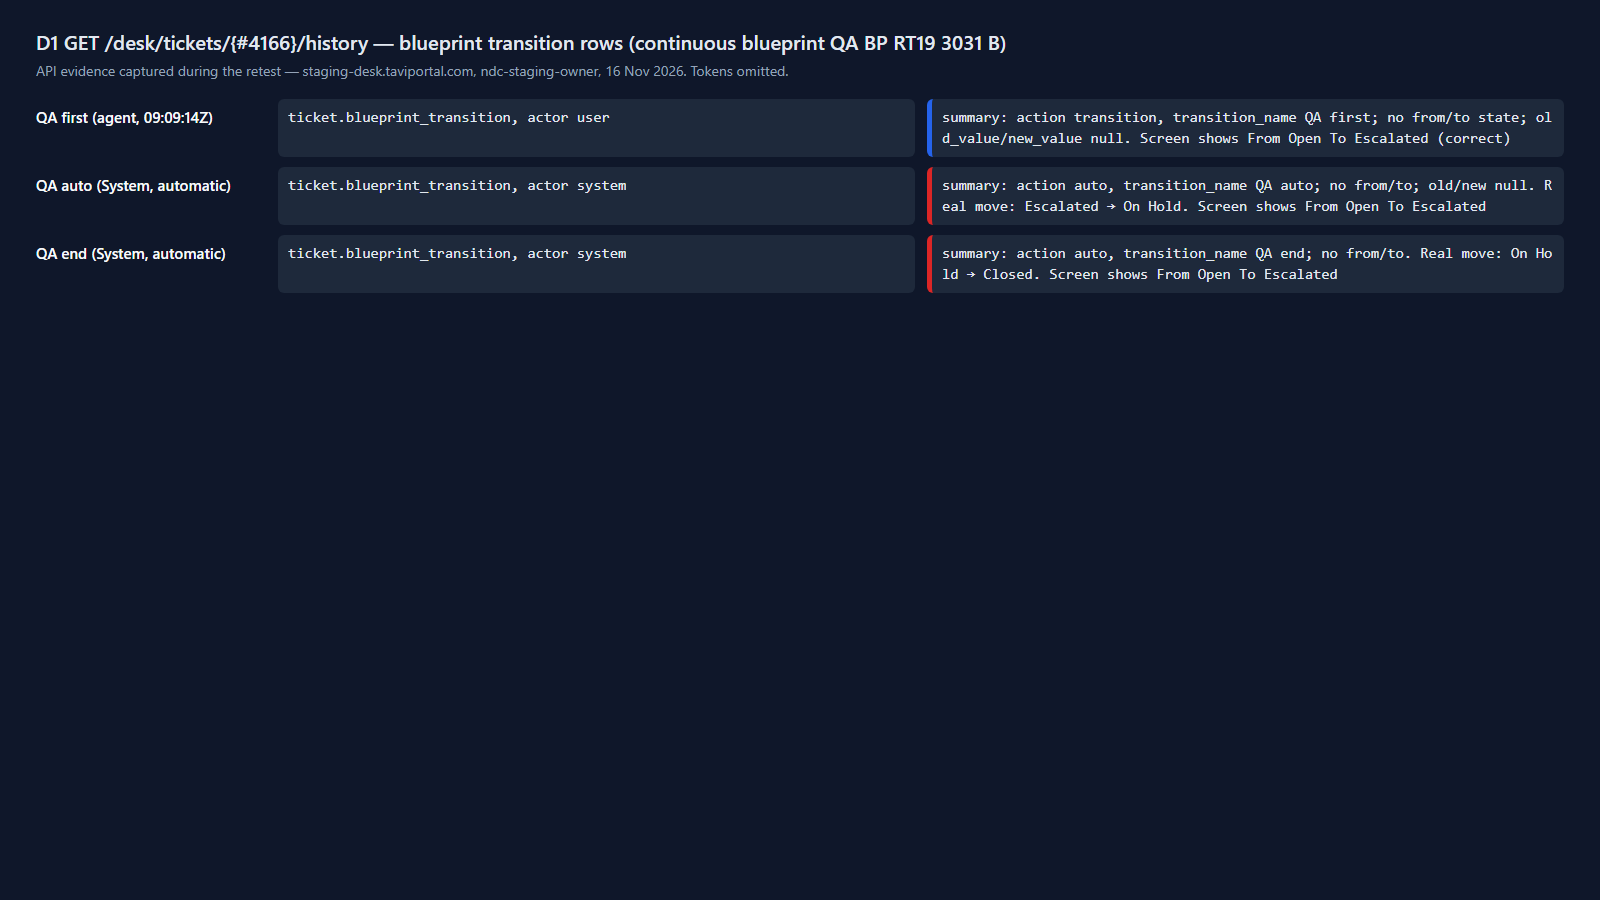 D1 GET /desk/tickets/{#4166}/history — blueprint transition rows (continuous blueprint QA BP RT19 3031 B)
API evidence captured during the retest — staging-desk.taviportal.com, ndc-staging-owner, 16 Nov 2026. Tokens omitted.
QA first (agent, 09:09:14Z)
ticket.blueprint_transition, actor user
summary: action transition, transition_name QA first; no from/to state; ol
d_value/new_value null. Screen shows From Open To Escalated (correct)
QA auto (System, automatic)
ticket.blueprint_transition, actor system
summary: action auto, transition_name QA auto; no from/to; old/new null. R
eal move: Escalated → On Hold. Screen shows From Open To Escalated
QA end (System, automatic)
ticket.blueprint_transition, actor system
summary: action auto, transition_name QA end; no from/to. Real move: On Ho
ld → Closed. Screen shows From Open To Escalated